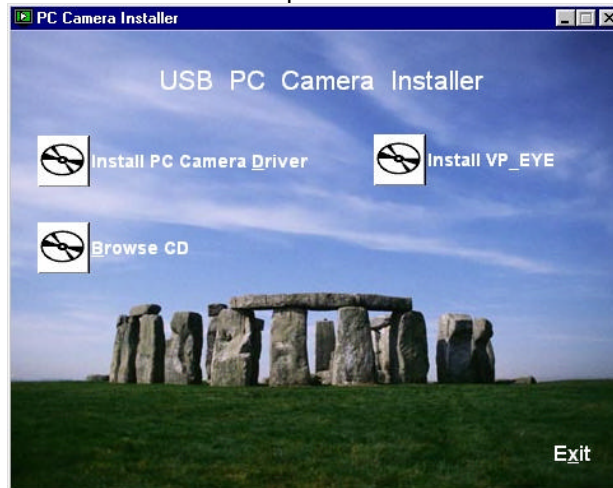 PC Camera Installer
USB PC Camera Installer
Install PC Camera Driver
Install VP_EYE
Browse CD
Exit